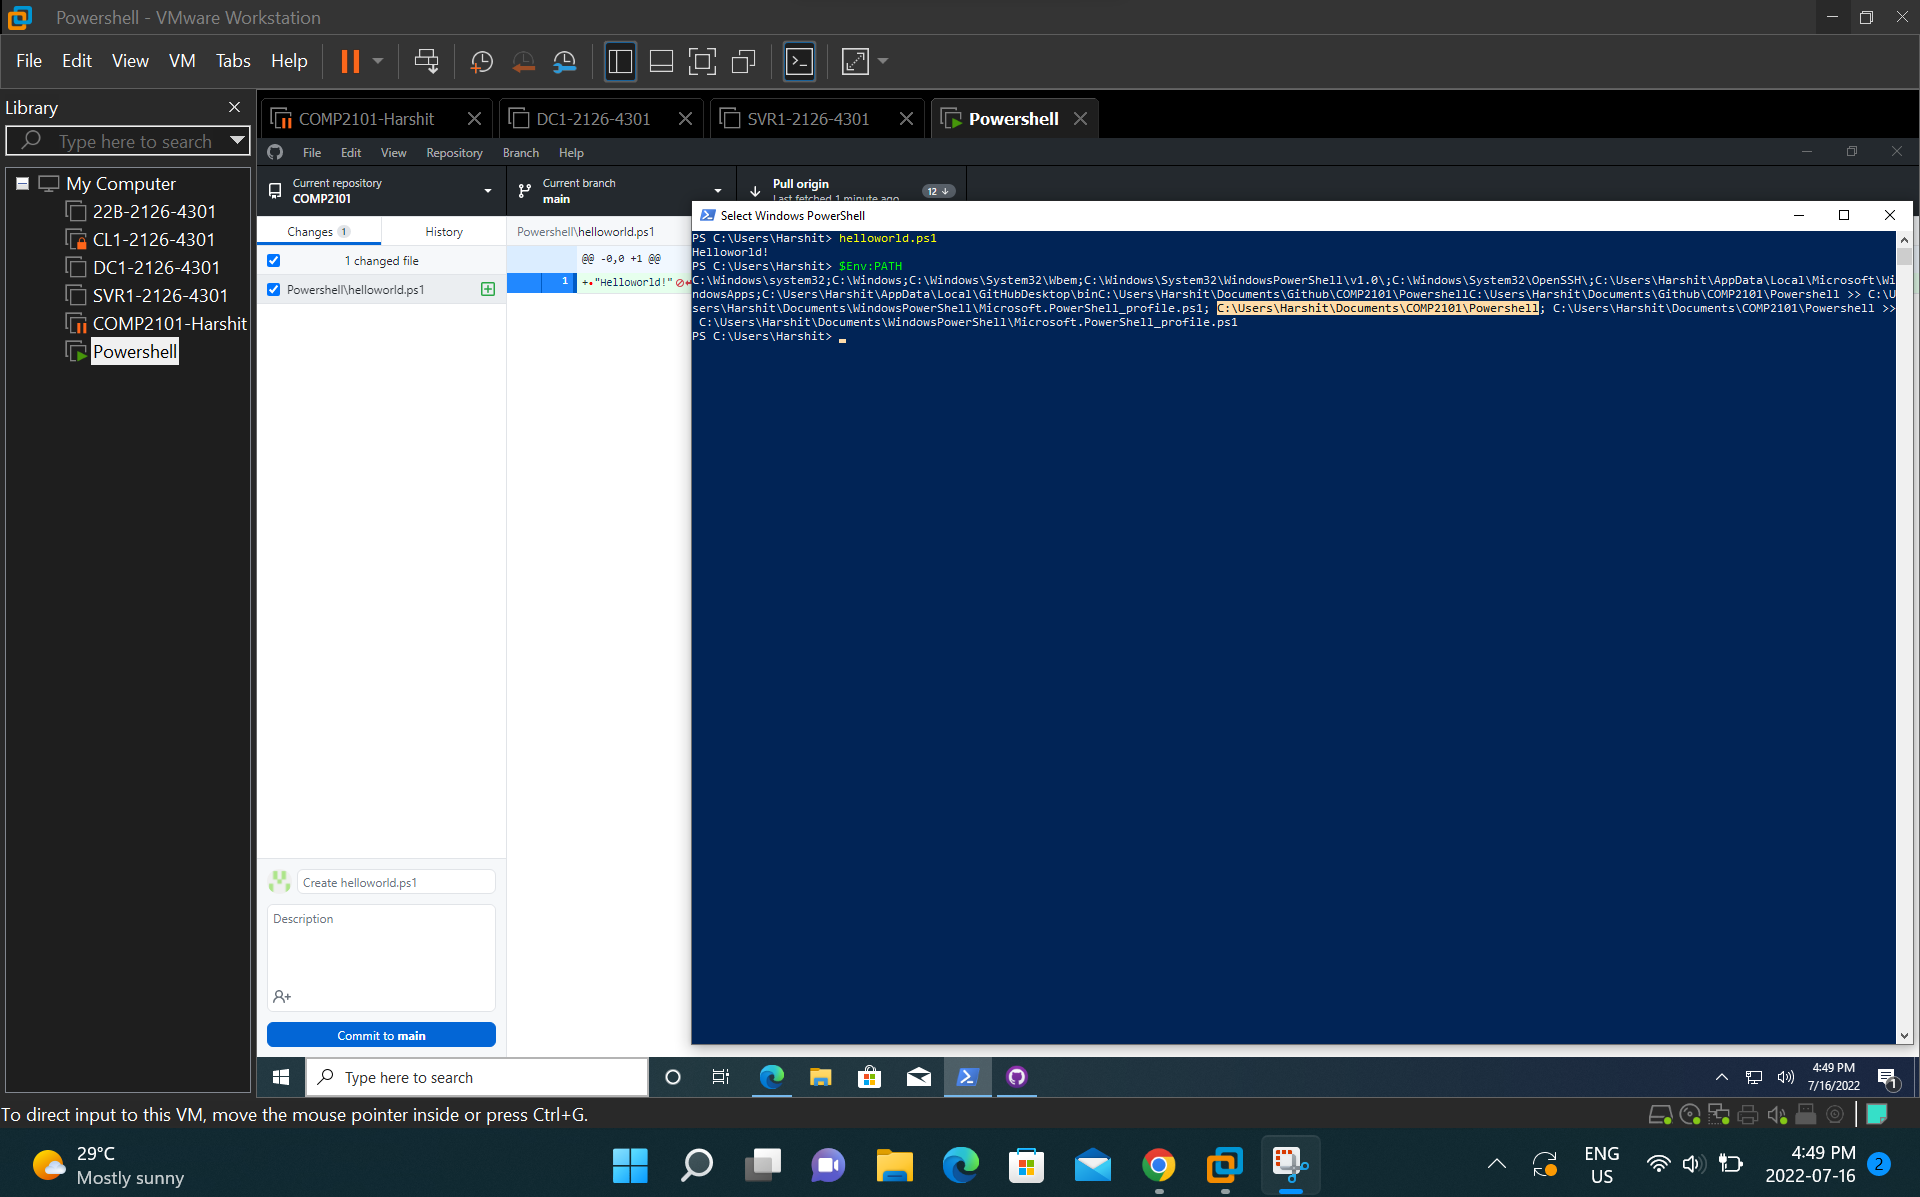 Powershell - VMware Workstation
File Edit View VM Tabs Help
Library
Type here to search
My Computer
22B-2126-4301
CL1-2126-4301
DC1-2126-4301
SVR1-2126-4301
COMP2101-Harshit
Powershell
COMP2101-Harshit DC1-2126-4301 SVR1-2126-4301 Powershell
File Edit View Repository Branch Help
Current repository
COMP2101
Current branch
main
Pull origin
Last fetched 1 minute ago
12
Changes 1 History
1 changed file
Powershell\helloworld.ps1
Powershell\helloworld.ps1
@@ -0,0 +1 @@
1 +"Helloworld!"
Create helloworld.ps1
Description
Commit to main
Select Windows PowerShell
PS C:\Users\Harshit> helloworld.ps1
Helloworld!
PS C:\Users\Harshit> $Env:PATH
C:\Windows\system32;C:\Windows;C:\Windows\System32\Wbem;C:\Windows\System32\WindowsPowerShell\v1.0\;C:\Windows\System32\OpenSSH\;C:\Users\Harshit\AppData\Local\Microsoft\Wi
ndowsApps;C:\Users\Harshit\AppData\Local\GitHubDesktop\binC:\Users\Harshit\Documents\Github\COMP2101\PowershellC:\Users\Harshit\Documents\Github\COMP2101\Powershell >> C:\U
sers\Harshit\Documents\WindowsPowerShell\Microsoft.PowerShell_profile.ps1; C:\Users\Harshit\Documents\COMP2101\Powershell; C:\Users\Harshit\Documents\COMP2101\Powershell >>
C:\Users\Harshit\Documents\WindowsPowerShell\Microsoft.PowerShell_profile.ps1
PS C:\Users\Harshit>
Type here to search
4:49 PM
7/16/2022
1
To direct input to this VM, move the mouse pointer inside or press Ctrl+G.
29°C
Mostly sunny
ENG
US
4:49 PM
2022-07-16
2